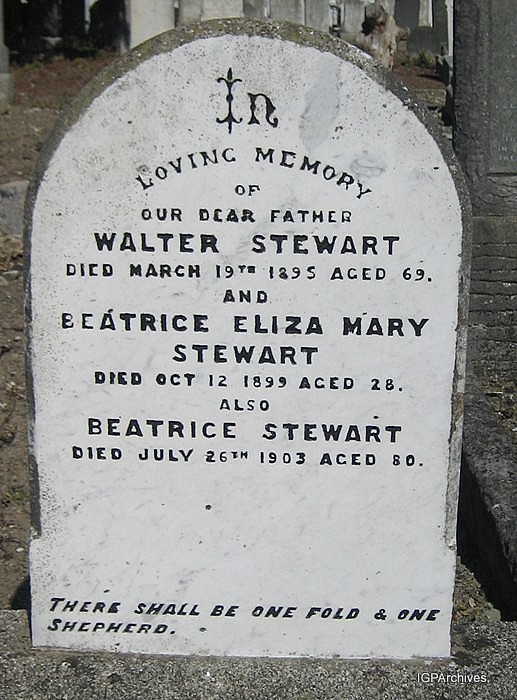 In
LOVING MEMORY
OF
OUR DEAR FATHER
WALTER STEWART
DIED MARCH 19TH 1895 AGED 69.
AND
BEATRICE ELIZA MARY
STEWART
DIED OCT 12 1899 AGED 28.
ALSO
BEATRICE STEWART
DIED JULY 26TH 1903 AGED 80.
THERE SHALL BE ONE FOLD & ONE
SHEPHERD.
IGPArchives.